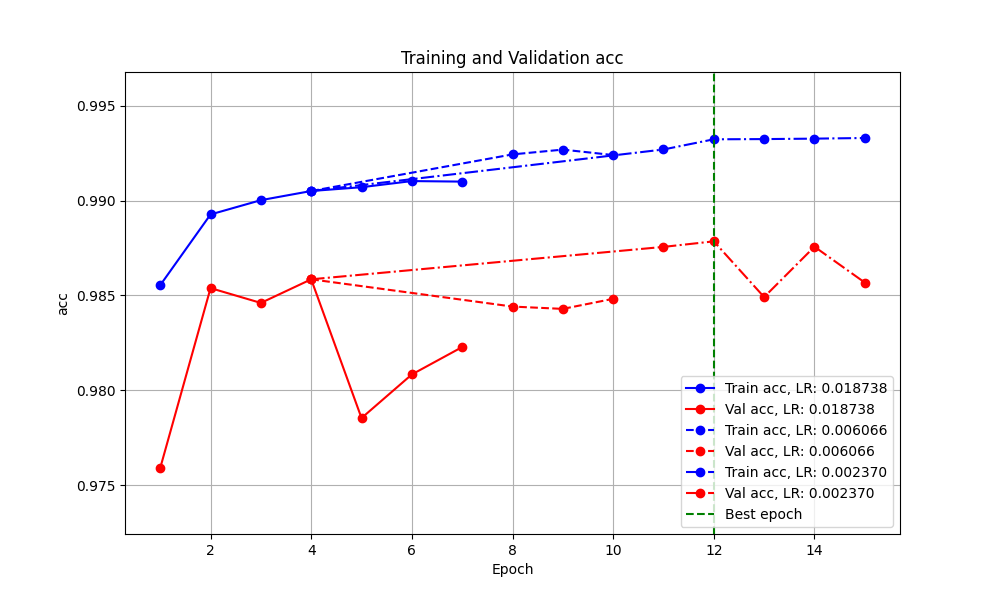 Training and Validation acc
acc
0.995
0.990
0.985
0.980
0.975
Train acc, LR: 0.018738
Val acc, LR: 0.018738
Train acc, LR: 0.006066
Val acc, LR: 0.006066
Train acc, LR: 0.002370
Val acc, LR: 0.002370
Best epoch
2 4 6 8 10 12 14
Epoch